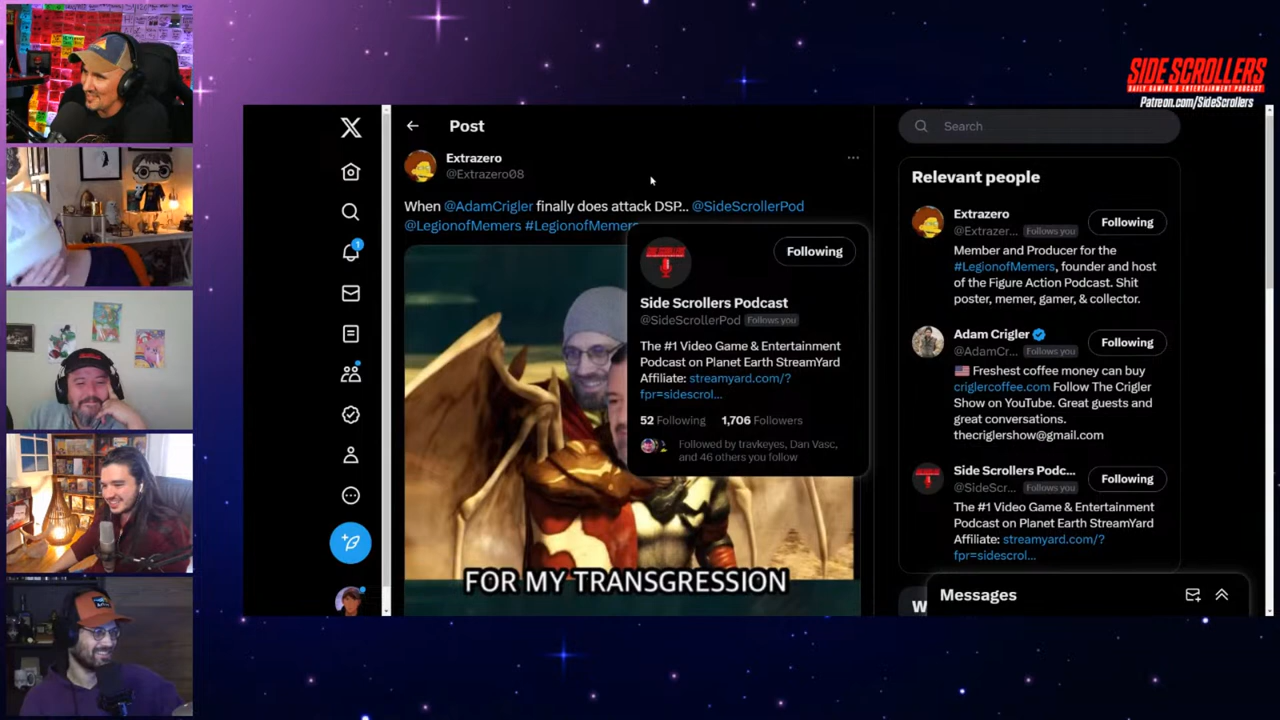 SIDE SCROLLERS
DAILY GAMING & ENTERTAINMENT PODCAST
Patreon.com/SideScrollers
Post
Extrazero
@Extrazero08
When @AdamCrigler finally does attack DSP... @SideScrollerPod
@LegionofMemers #LegionofMemers
Following
Side Scrollers Podcast
@SideScrollerPod Follows you
The #1 Video Game & Entertainment
Podcast on Planet Earth StreamYard
Affiliate: streamyard.com/?
fpr=sidescrol...
52 Following 1,706 Followers
Followed by travkeyes, Dan Vasc,
and 46 others you follow
FOR MY TRANSGRESSION
1
Search
Relevant people
Extrazero
@Extrazer... Follows you
Following
Member and Producer for the
#LegionofMemers, founder and host
of the Figure Action Podcast. Shit
poster, memer, gamer, & collector.
Adam Crigler
@AdamCr... Follows you
Following
🇺🇸 Freshest coffee money can buy
criglercoffee.com Follow The Crigler
Show on YouTube. Great guests and
great conversations.
thecriglershow@gmail.com
Side Scrollers Podc...
@SideScr... Follows you
Following
The #1 Video Game & Entertainment
Podcast on Planet Earth StreamYard
Affiliate: streamyard.com/?
fpr=sidescrol...
W
Messages